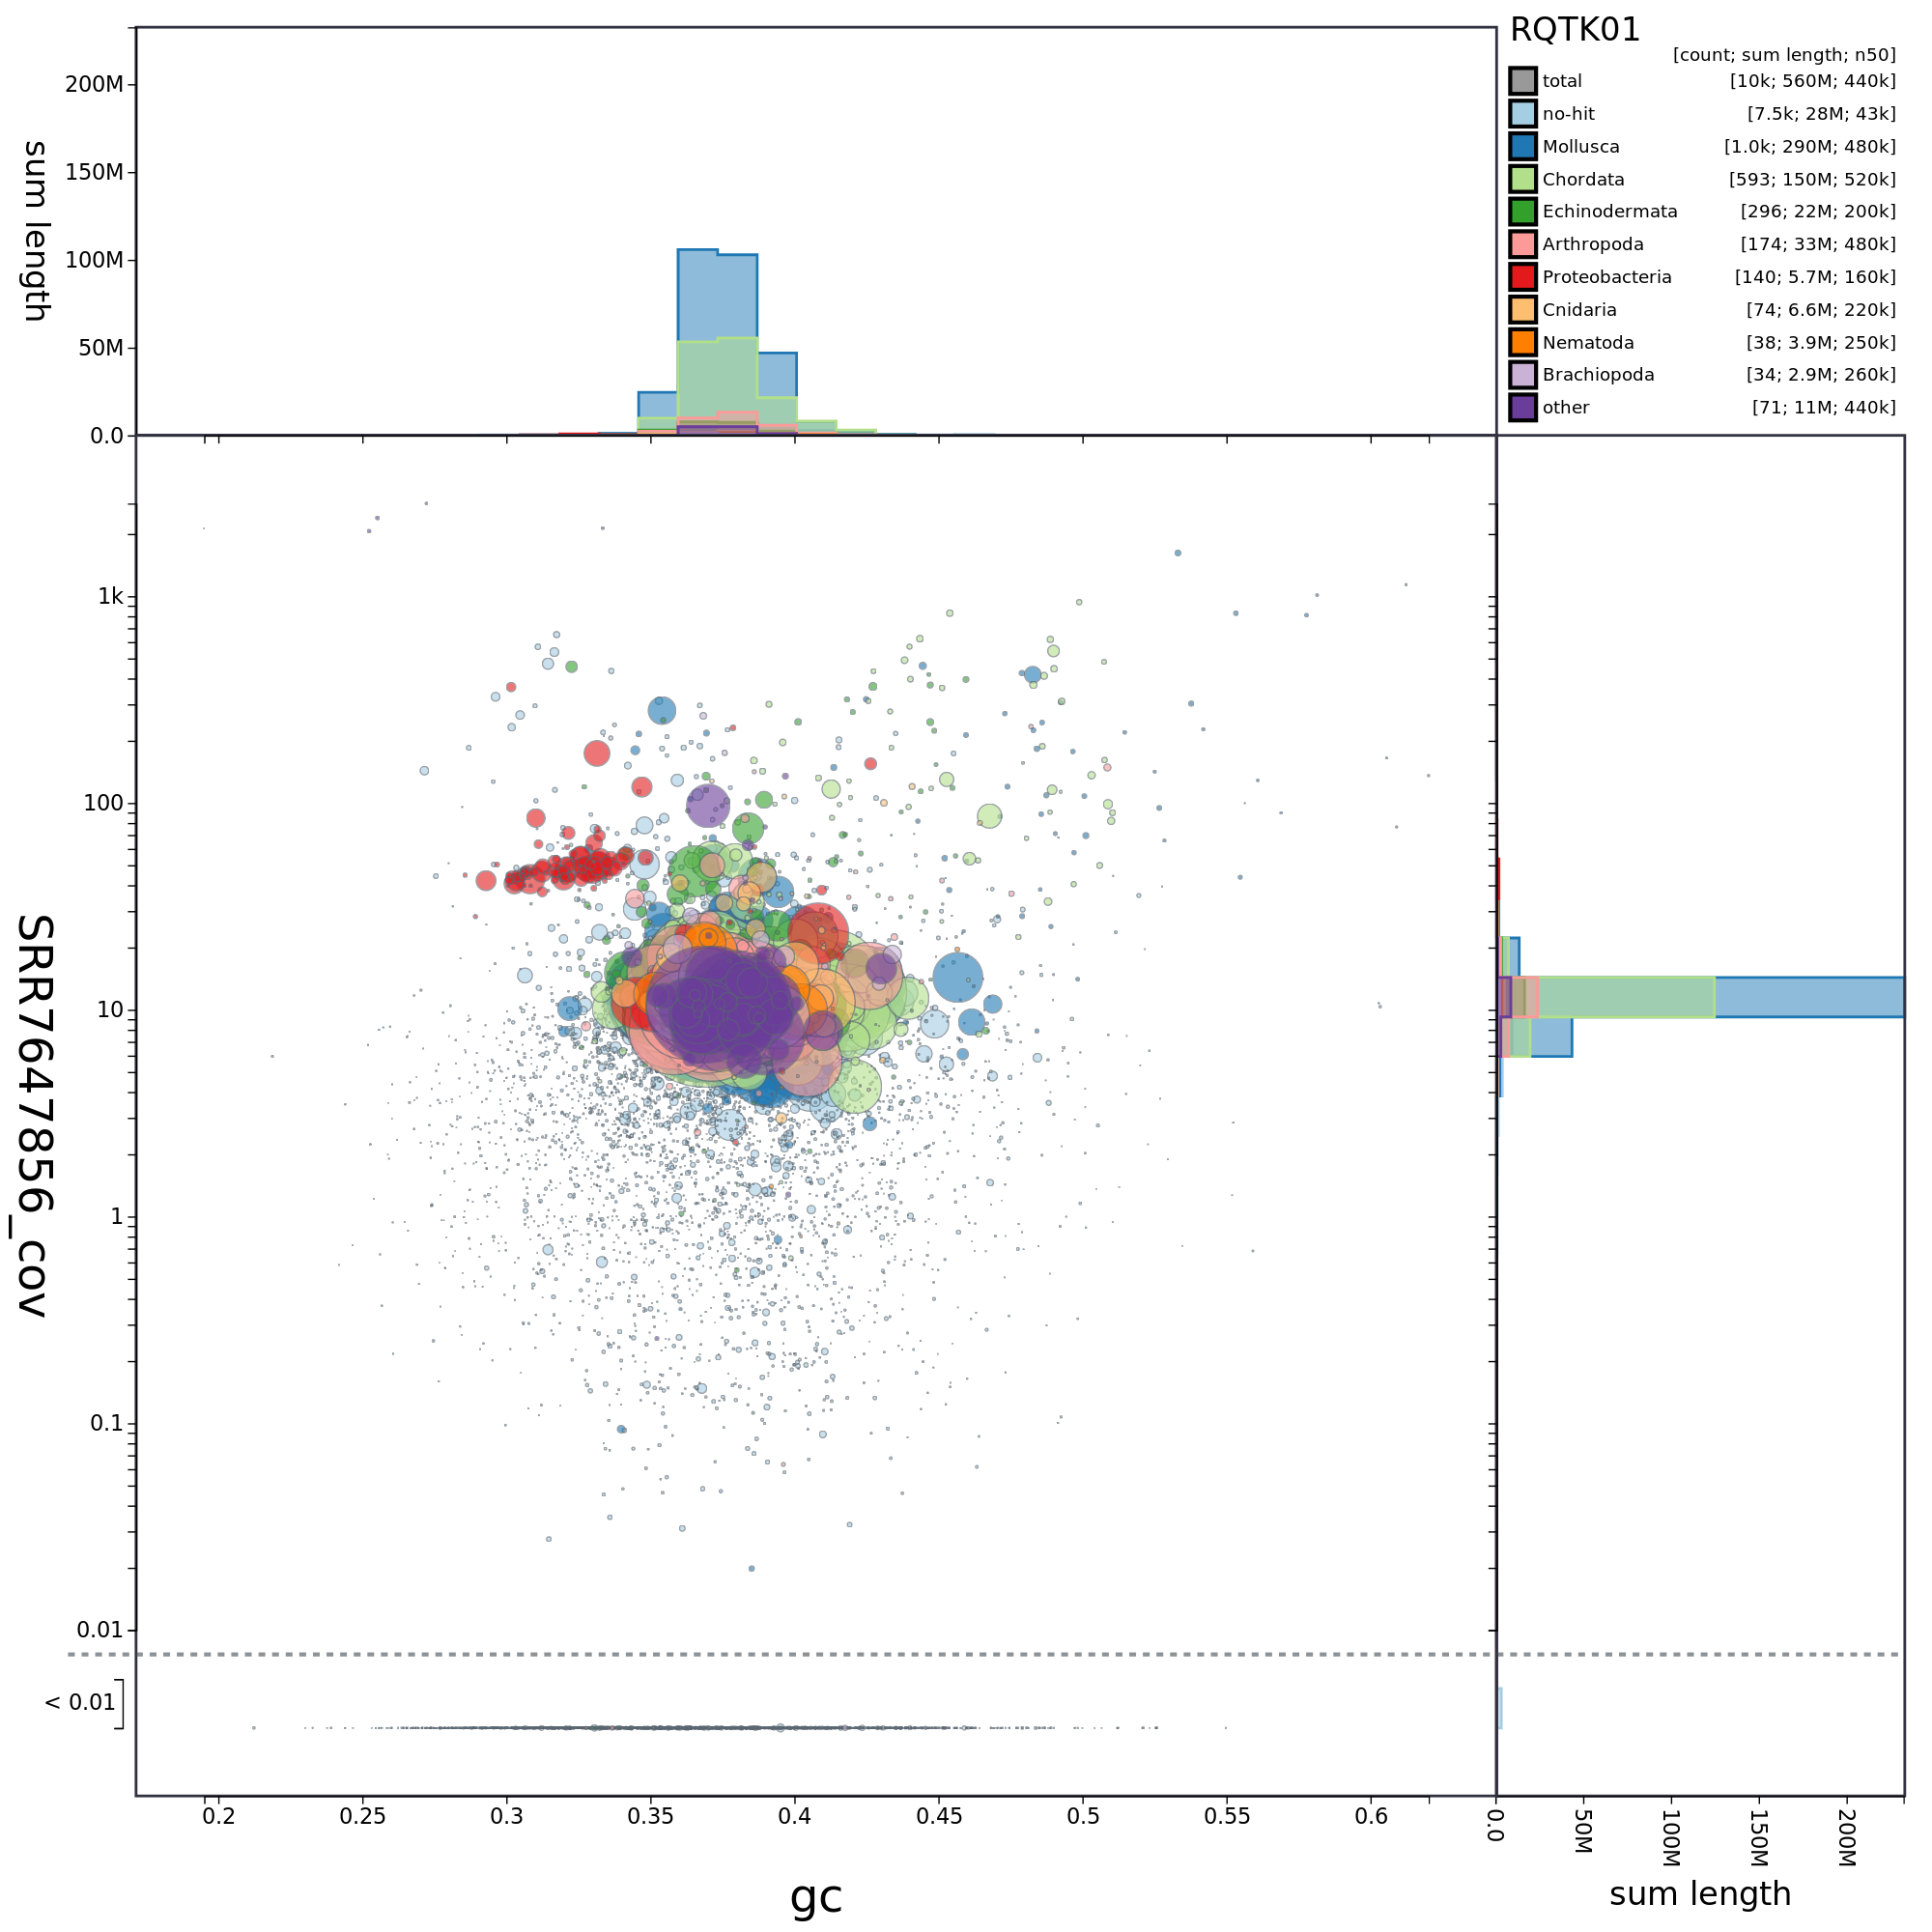 RQTK01
[count; sum length; n50]
total [10k; 560M; 440k]
no-hit [7.5k; 28M; 43k]
Mollusca [1.0k; 290M; 480k]
Chordata [593; 150M; 520k]
Echinodermata [296; 22M; 200k]
Arthropoda [174; 33M; 480k]
Proteobacteria [140; 5.7M; 160k]
Cnidaria [74; 6.6M; 220k]
Nematoda [38; 3.9M; 250k]
Brachiopoda [34; 2.9M; 260k]
other [71; 11M; 440k]
sum length
200M
150M
100M
50M
0.0
SRR7647856_cov
1k
100
10
1
0.1
0.01
< 0.01
0.2 0.25 0.3 0.35 0.4 0.45 0.5 0.55 0.6
gc
0.0 50M 100M 150M 200M
sum length